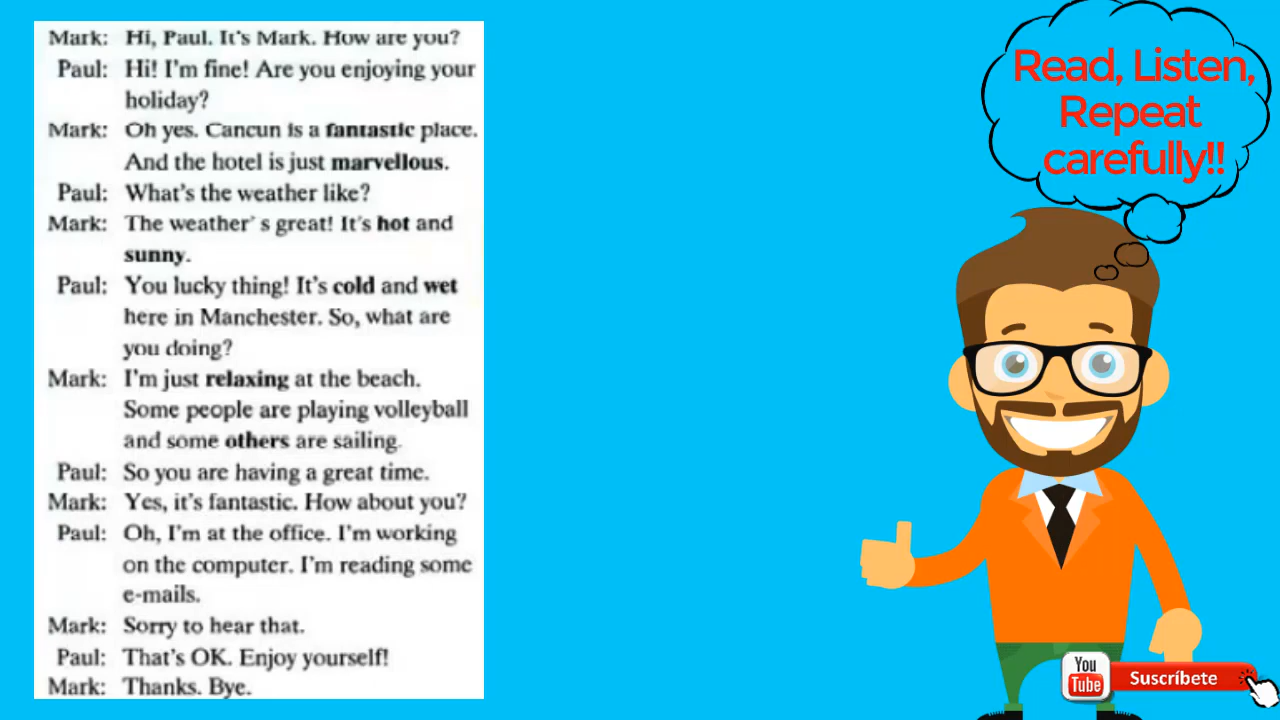 Mark: Hi, Paul. It's Mark. How are you?
Paul: Hi! I'm fine! Are you enjoying your
holiday?
Mark: Oh yes. Cancun is a fantastic place.
And the hotel is just marvellous.
Paul: What's the weather like?
Mark: The weather' s great! It's hot and
sunny.
Paul: You lucky thing! It's cold and wet
here in Manchester. So, what are
you doing?
Mark: I'm just relaxing at the beach.
Some people are playing volleyball
and some others are sailing.
Paul: So you are having a great time.
Mark: Yes, it's fantastic. How about you?
Paul: Oh, I'm at the office. I'm working
on the computer. I'm reading some
e-mails.
Mark: Sorry to hear that.
Paul: That's OK. Enjoy yourself!
Mark: Thanks. Bye.
Read, Listen,
Repeat
carefully!!
You
Tube
Suscríbete